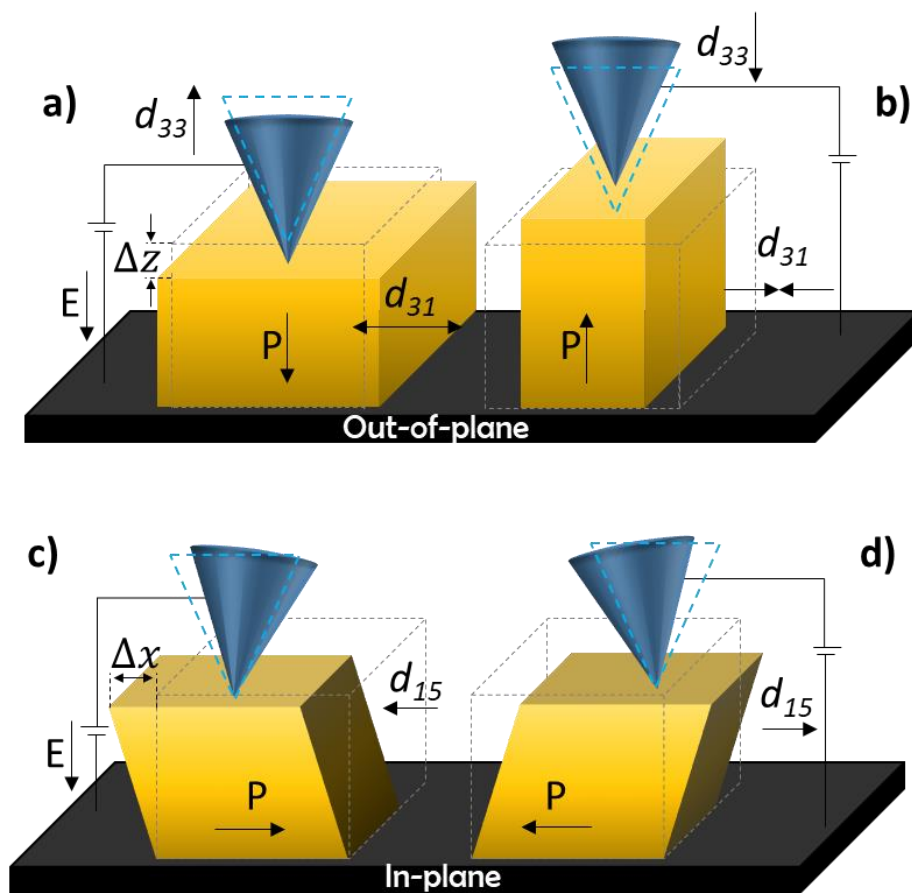 a)
d33
b)
d33
Δz
E
P
d31
P
d31
Out-of-plane
c)
d)
Δx
d15
d15
E
P
P
In-plane